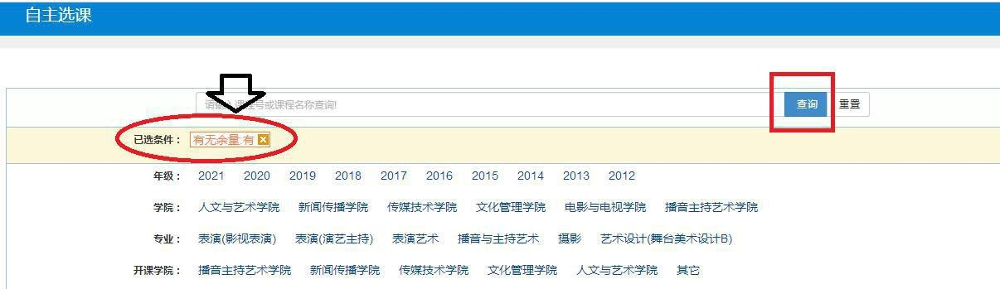 自主选课
请输入课程号或课程名称查询! 查询 重置
已选条件： 有无余量:有
年级： 2021 2020 2019 2018 2017 2016 2015 2014 2013 2012
学院： 人文与艺术学院 新闻传播学院 传媒技术学院 文化管理学院 电影与电视学院 播音主持艺术学院
专业： 表演(影视表演) 表演(演艺主持) 表演艺术 播音与主持艺术 摄影 艺术设计(舞台美术设计B)
开课学院： 播音主持艺术学院 新闻传播学院 传媒技术学院 文化管理学院 人文与艺术学院 其它